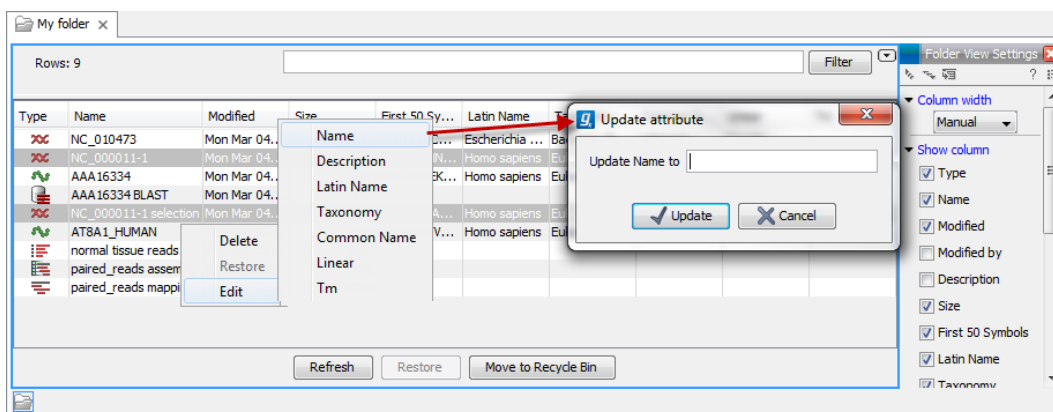 My folder
Rows: 9
Filter
Folder View Settings
?
Type Name Modified Size First 50 Sy... Latin Name
NC_010473 Mon Mar 04.. Escherichia ...
NC_000011-1 Mon Mar 04.. Homo sapiens
AAA16334 Mon Mar 04.. Homo sapiens
AAA16334 BLAST Mon Mar 04..
NC_000011-1 selection Mon Mar 04.. Homo sapiens
AT8A1_HUMAN Homo sapiens
normal tissue reads
paired_reads assem
paired_reads mappi
Delete
Restore
Edit
Name
Description
Latin Name
Taxonomy
Common Name
Linear
Tm
Update attribute
Update Name to
Update Cancel
Refresh Restore Move to Recycle Bin
Column width
Manual
Show column
Type
Name
Modified
Modified by
Description
Size
First 50 Symbols
Latin Name
Taxonomy